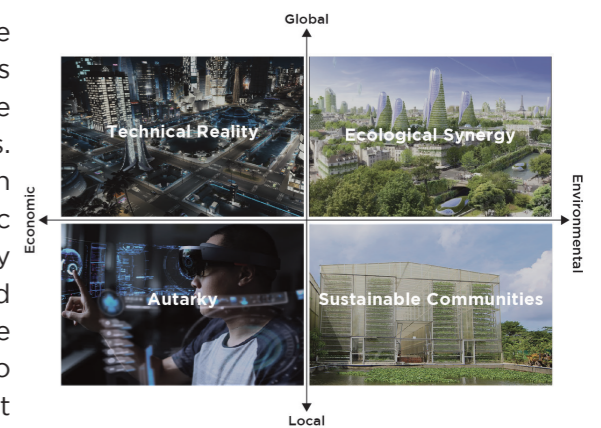 Global
Technical Reality
Ecological Synergy
Economic
Environmental
Autarky
Sustainable Communities
Local